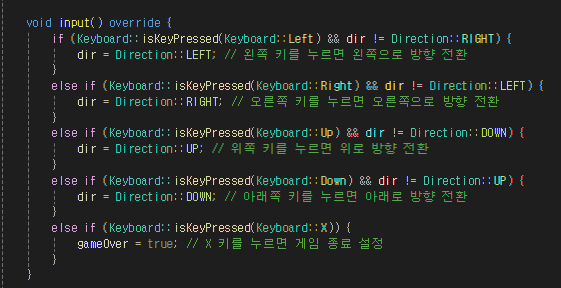 void input() override {
if (Keyboard::isKeyPressed(Keyboard::Left) && dir != Direction::RIGHT) {
dir = Direction::LEFT; // 왼쪽 키를 누르면 왼쪽으로 방향 전환
}
else if (Keyboard::isKeyPressed(Keyboard::Right) && dir != Direction::LEFT) {
dir = Direction::RIGHT; // 오른쪽 키를 누르면 오른쪽으로 방향 전환
}
else if (Keyboard::isKeyPressed(Keyboard::Up) && dir != Direction::DOWN) {
dir = Direction::UP; // 위쪽 키를 누르면 위로 방향 전환
}
else if (Keyboard::isKeyPressed(Keyboard::Down) && dir != Direction::UP) {
dir = Direction::DOWN; // 아래쪽 키를 누르면 아래로 방향 전환
}
else if (Keyboard::isKeyPressed(Keyboard::X)) {
gameOver = true; // X 키를 누르면 게임 종료 설정
}
}